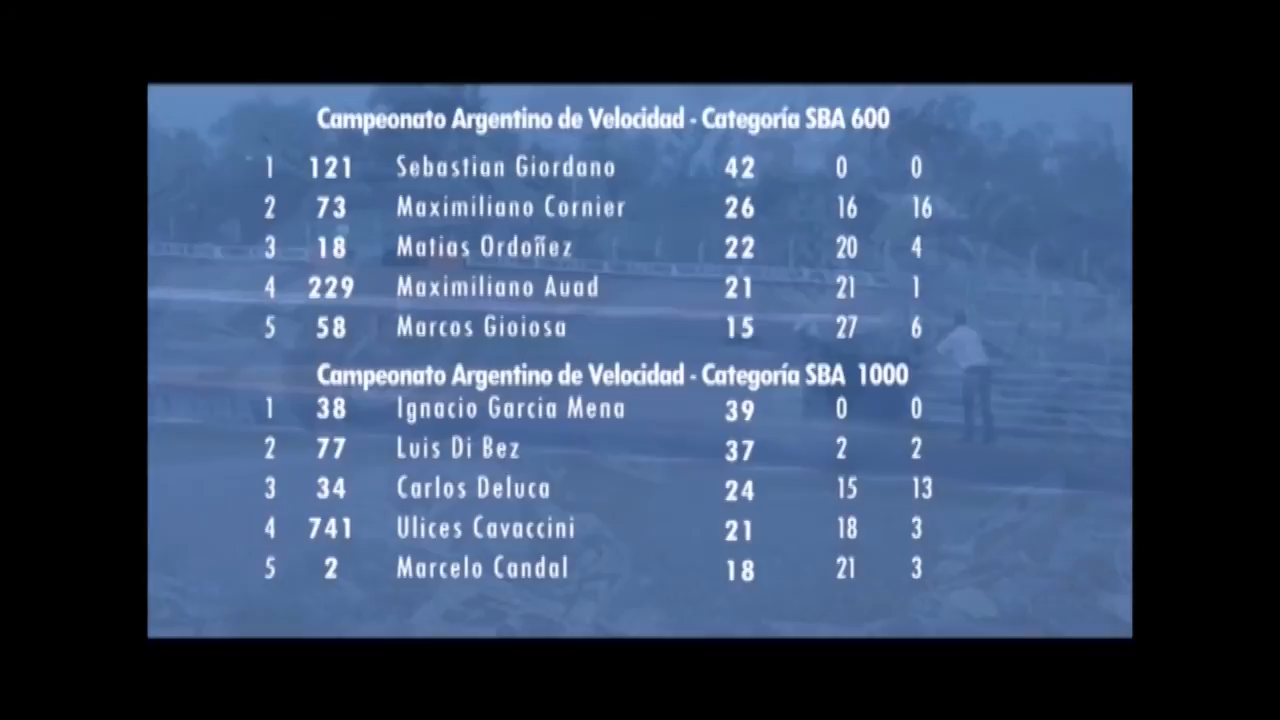 Campeonato Argentino de Velocidad - Categoría SBA 600
1 121 Sebastian Giordano 42 0 0
2 73 Maximiliano Cornier 26 16 16
3 18 Matias Ordoñez 22 20 4
4 229 Maximiliano Auad 21 21 1
5 58 Marcos Gioiosa 15 27 6
Campeonato Argentino de Velocidad - Categoría SBA 1000
1 38 Ignacio Garcia Mena 39 0 0
2 77 Luis Di Bez 37 2 2
3 34 Carlos Deluca 24 15 13
4 741 Ulices Cavaccini 21 18 3
5 2 Marcelo Candal 18 21 3